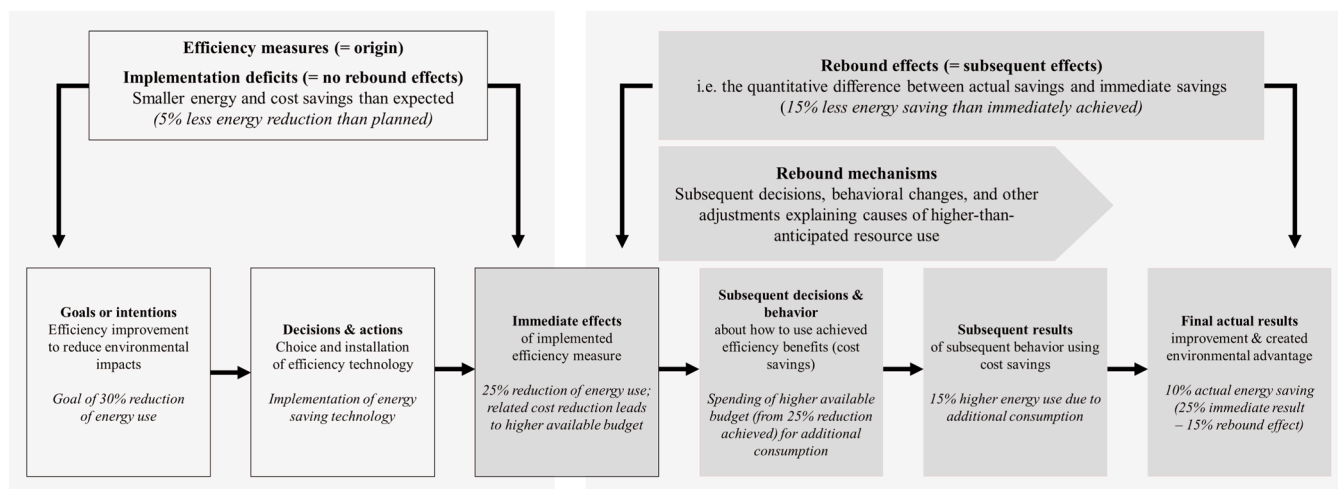 Efficiency measures (= origin)
Implementation deficits (= no rebound effects)
Smaller energy and cost savings than expected
(5% less energy reduction than planned)
Rebound effects (= subsequent effects)
i.e. the quantitative difference between actual savings and immediate savings
(15% less energy saving than immediately achieved)
Rebound mechanisms
Subsequent decisions, behavioral changes, and other
adjustments explaining causes of higher-than-
anticipated resource use
Goals or intentions
Efficiency improvement
to reduce environmental
impacts
Goal of 30% reduction
of energy use
Decisions & actions
Choice and installation
of efficiency technology
Implementation of energy
saving technology
Immediate effects
of implemented
efficiency measure
25% reduction of energy use;
related cost reduction leads
to higher available budget
Subsequent decisions &
behavior
about how to use achieved
efficiency benefits (cost
savings)
Spending of higher available
budget (from 25% reduction
achieved) for additional
consumption
Subsequent results
of subsequent behavior using
cost savings
15% higher energy use due to
additional consumption
Final actual results
improvement & created
environmental advantage
10% actual energy saving
(25% immediate result
– 15% rebound effect)